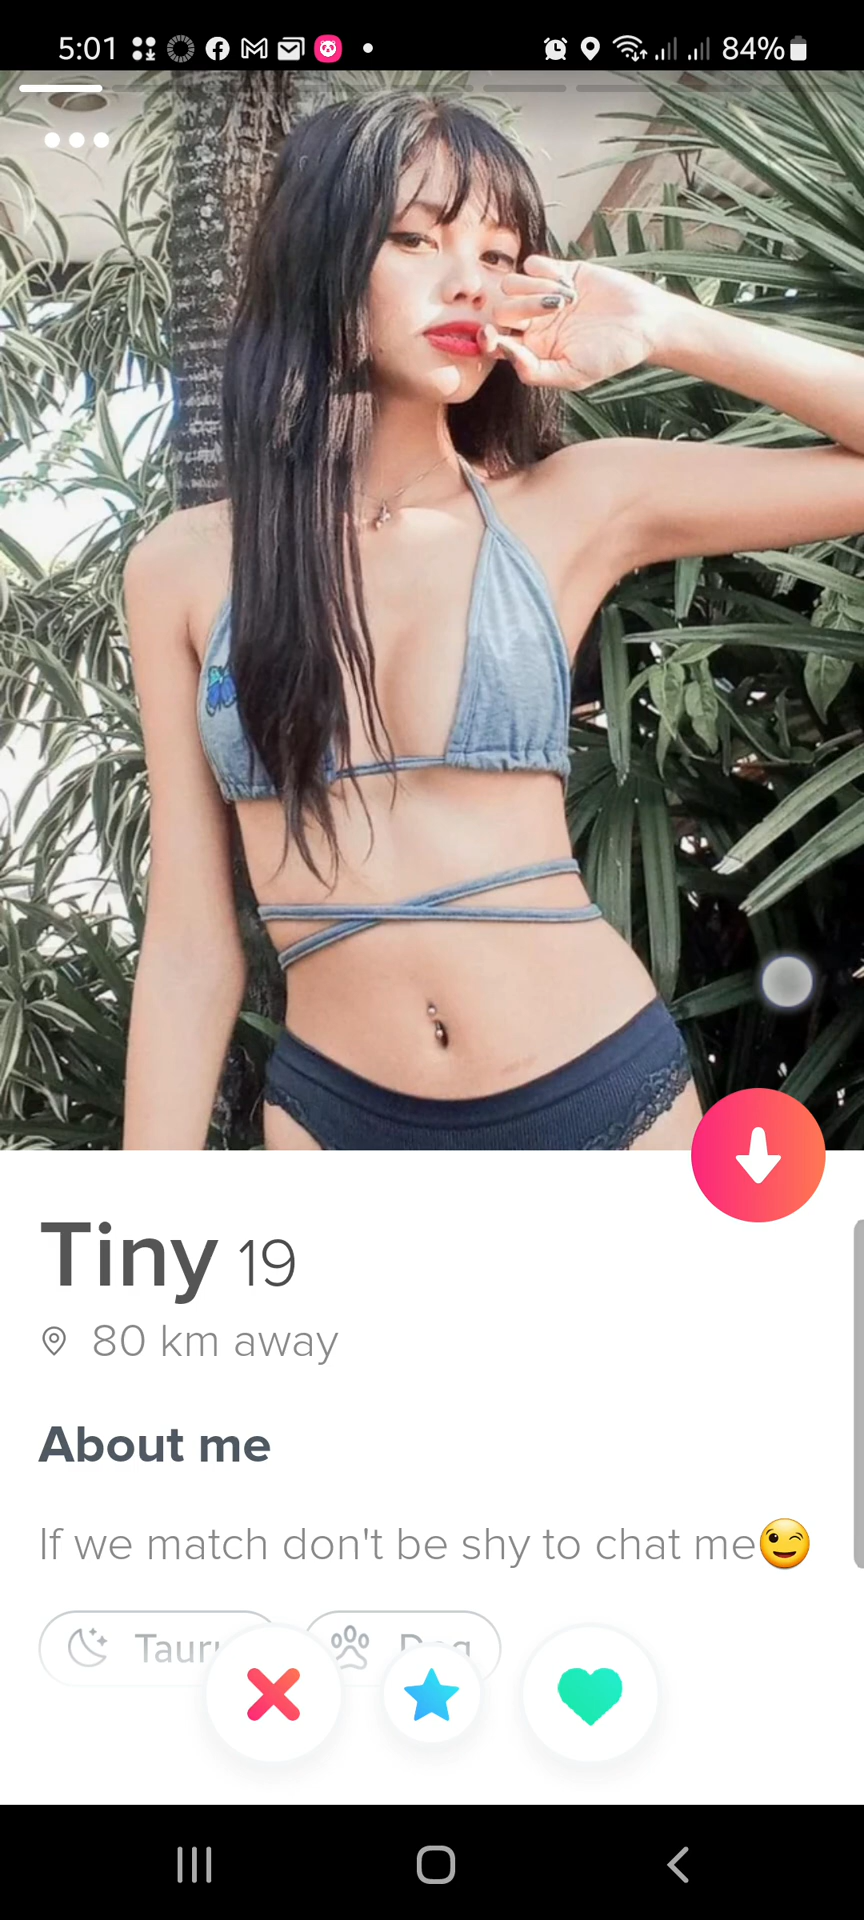 5:01
84%
Tiny 19
80 km away
About me
If we match don't be shy to chat me😉